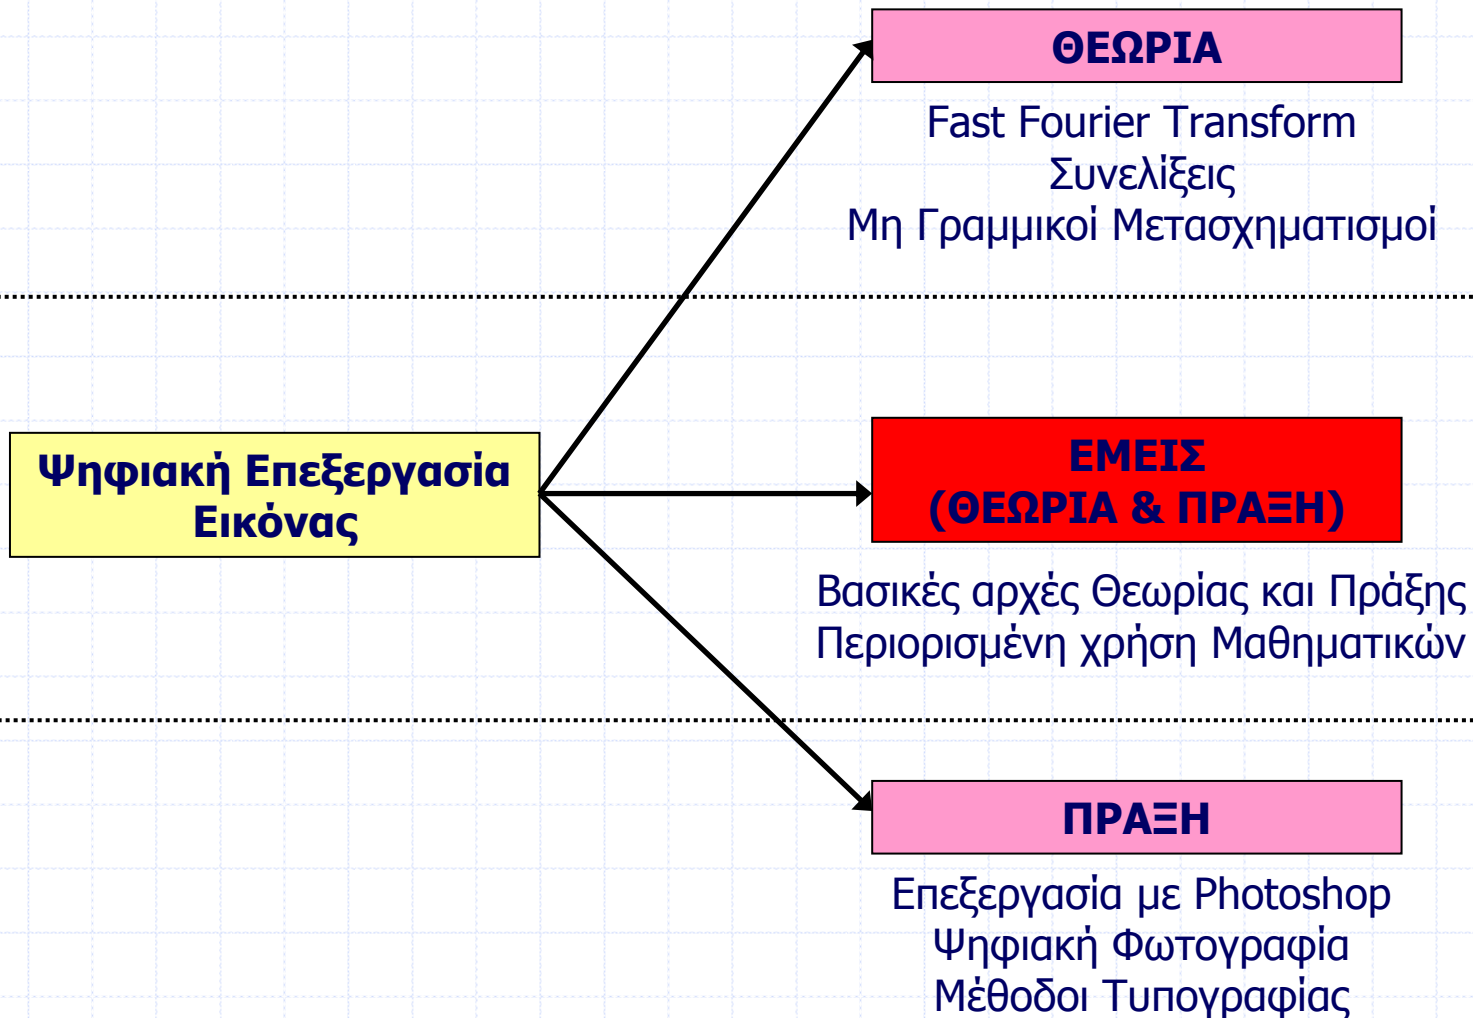 ΘΕΩΡΙΑ
Fast Fourier Transform
Συνελίξεις
Μη Γραμμικοί Μετασχηματισμοί
Ψηφιακή Επεξεργασία
Εικόνας
ΕΜΕΙΣ
(ΘΕΩΡΙΑ & ΠΡΑΞΗ)
Βασικές αρχές Θεωρίας και Πράξης
Περιορισμένη χρήση Μαθηματικών
ΠΡΑΞΗ
Επεξεργασία με Photoshop
Ψηφιακή Φωτογραφία
Μέθοδοι Τυπογραφίας